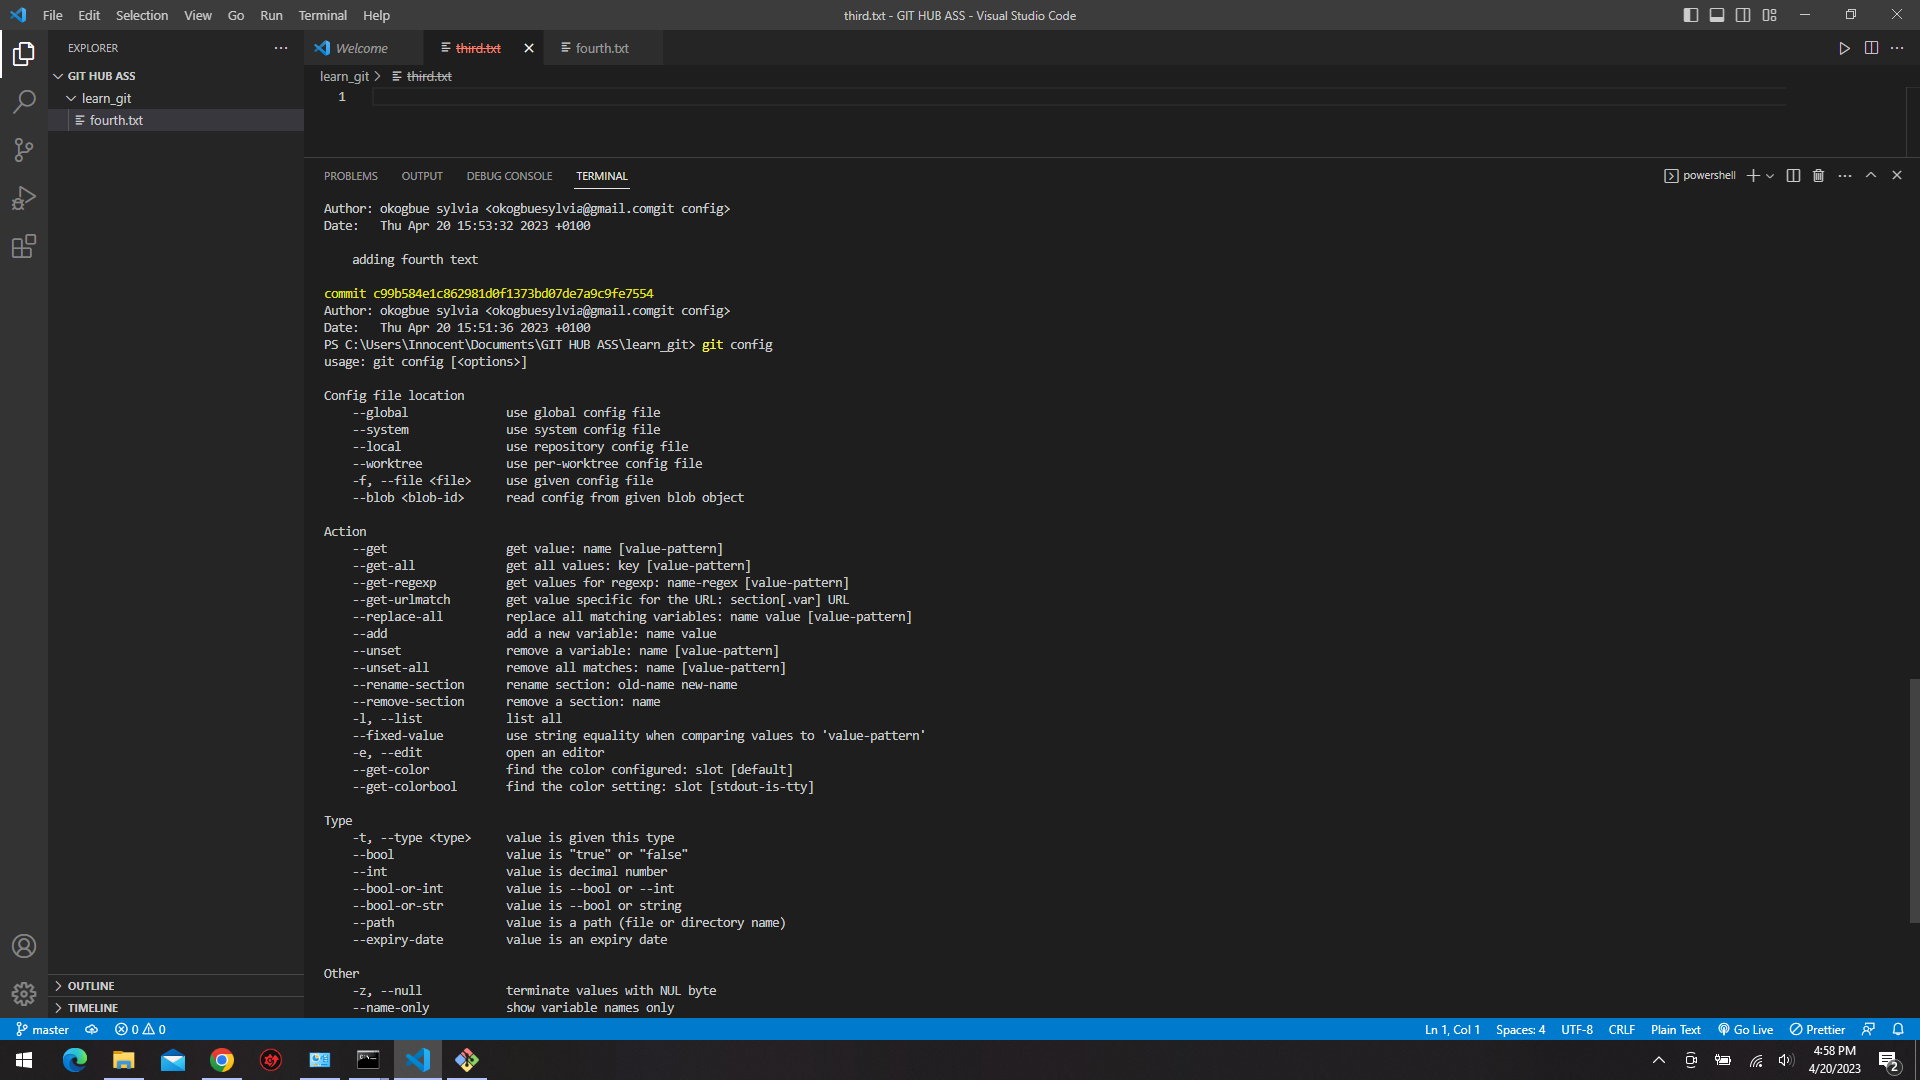 File Edit Selection View Go Run Terminal Help
third.txt - GIT HUB ASS - Visual Studio Code
EXPLORER
GIT HUB ASS
learn_git
fourth.txt
OUTLINE
TIMELINE
Welcome third.txt fourth.txt
learn_git > third.txt
1
PROBLEMS OUTPUT DEBUG CONSOLE TERMINAL
powershell
Author: okogbue sylvia <okogbuesylvia@gmail.comgit config>
Date:   Thu Apr 20 15:53:32 2023 +0100
    adding fourth text
commit c99b584e1c862981d0f1373bd07de7a9c9fe7554
Author: okogbue sylvia <okogbuesylvia@gmail.comgit config>
Date:   Thu Apr 20 15:51:36 2023 +0100
PS C:\Users\Innocent\Documents\GIT HUB ASS\learn_git> git config
usage: git config [<options>]
Config file location
    --global              use global config file
    --system              use system config file
    --local               use repository config file
    --worktree            use per-worktree config file
    -f, --file <file>     use given config file
    --blob <blob-id>      read config from given blob object
Action
    --get                 get value: name [value-pattern]
    --get-all             get all values: key [value-pattern]
    --get-regexp          get values for regexp: name-regex [value-pattern]
    --get-urlmatch        get value specific for the URL: section[.var] URL
    --replace-all         replace all matching variables: name value [value-pattern]
    --add                 add a new variable: name value
    --unset               remove a variable: name [value-pattern]
    --unset-all           remove all matches: name [value-pattern]
    --rename-section      rename section: old-name new-name
    --remove-section      remove a section: name
    -l, --list            list all
    --fixed-value         use string equality when comparing values to 'value-pattern'
    -e, --edit            open an editor
    --get-color           find the color configured: slot [default]
    --get-colorbool       find the color setting: slot [stdout-is-tty]
Type
    -t, --type <type>     value is given this type
    --bool                value is "true" or "false"
    --int                 value is decimal number
    --bool-or-int         value is --bool or --int
    --bool-or-str         value is --bool or string
    --path                value is a path (file or directory name)
    --expiry-date         value is an expiry date
Other
    -z, --null            terminate values with NUL byte
    --name-only           show variable names only
master 0 0
Ln 1, Col 1 Spaces: 4 UTF-8 CRLF Plain Text Go Live Prettier
4:58 PM
4/20/2023
2